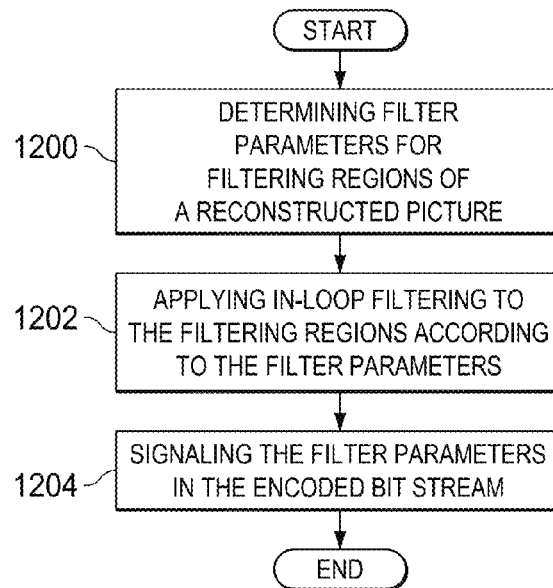 START
1200
DETERMINING FILTER
PARAMETERS FOR
FILTERING REGIONS OF
A RECONSTRUCTED PICTURE
1202
APPLYING IN-LOOP FILTERING TO
THE FILTERING REGIONS ACCORDING
TO THE FILTER PARAMETERS
1204
SIGNALING THE FILTER PARAMETERS
IN THE ENCODED BIT STREAM
END